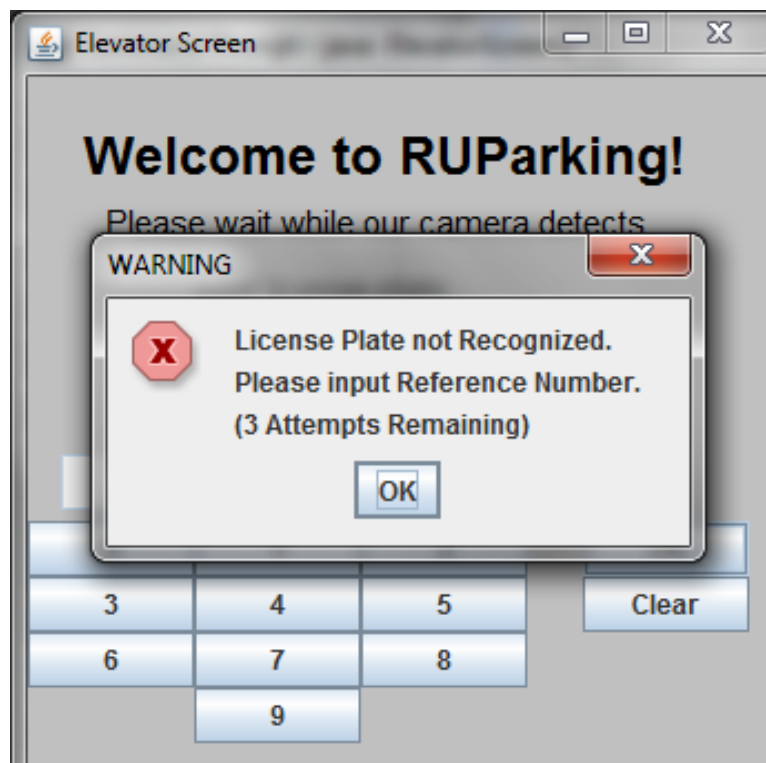 Elevator Screen
Welcome to RUParking!
Please wait while our camera detects
WARNING
License Plate not Recognized.
Please input Reference Number.
(3 Attempts Remaining)
OK
3 4 5 Clear
6 7 8
9